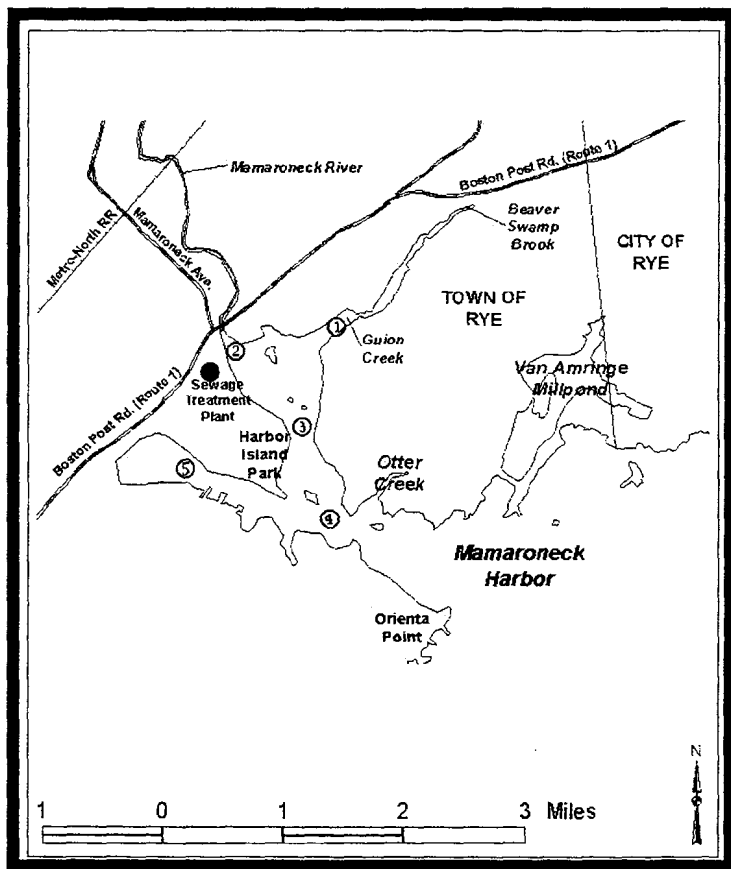 Mamaroneck River
Boston Post Rd. (Route 1)
Metro-North RR
Mamaroneck Ave.
Beaver
Swamp
Brook
CITY OF
RYE
TOWN OF
RYE
1
Guion
Creek
2
Sewage
Treatment
Plant
Van Amringe
Millpond
Boston Post Rd. (Route 1)
3
Harbor
Island
Park
Otter
Creek
5
4
Mamaroneck
Harbor
Orienta
Point
N
1 0 1 2 3 Miles